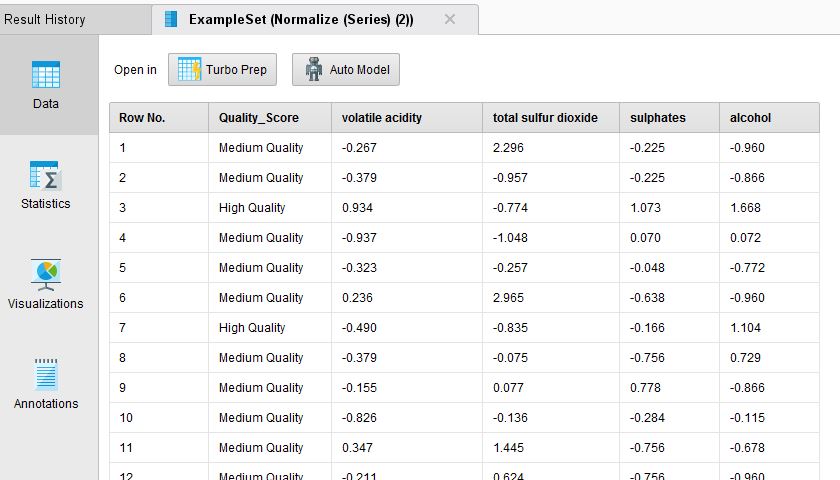 Result History
ExampleSet (Normalize (Series) (2))
Open in Turbo Prep Auto Model
Data
Statistics
Visualizations
Annotations
Row No. Quality_Score volatile acidity total sulfur dioxide sulphates alcohol
1 Medium Quality -0.267 2.296 -0.225 -0.960
2 Medium Quality -0.379 -0.957 -0.225 -0.866
3 High Quality 0.934 -0.774 1.073 1.668
4 Medium Quality -0.937 -1.048 0.070 0.072
5 Medium Quality -0.323 -0.257 -0.048 -0.772
6 Medium Quality 0.236 2.965 -0.638 -0.960
7 High Quality -0.490 -0.835 -0.166 1.104
8 Medium Quality -0.379 -0.075 -0.756 0.729
9 Medium Quality -0.155 0.077 0.778 -0.866
10 Medium Quality -0.826 -0.136 -0.284 -0.115
11 Medium Quality 0.347 1.445 -0.756 -0.678
12 Medium Quality -0.211 0.624 -0.756 -0.960